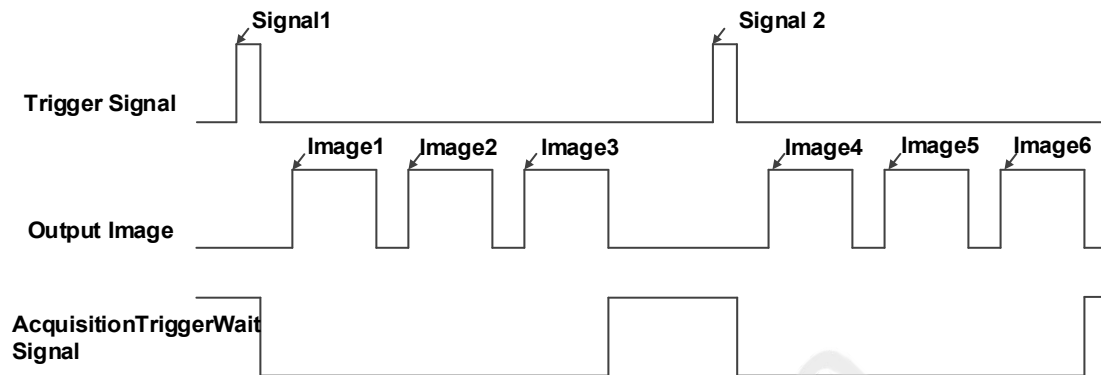 Signal1
Signal 2
Trigger Signal
Image1
Image2
Image3
Image4
Image5
Image6
Output Image
AcquisitionTriggerWait
Signal